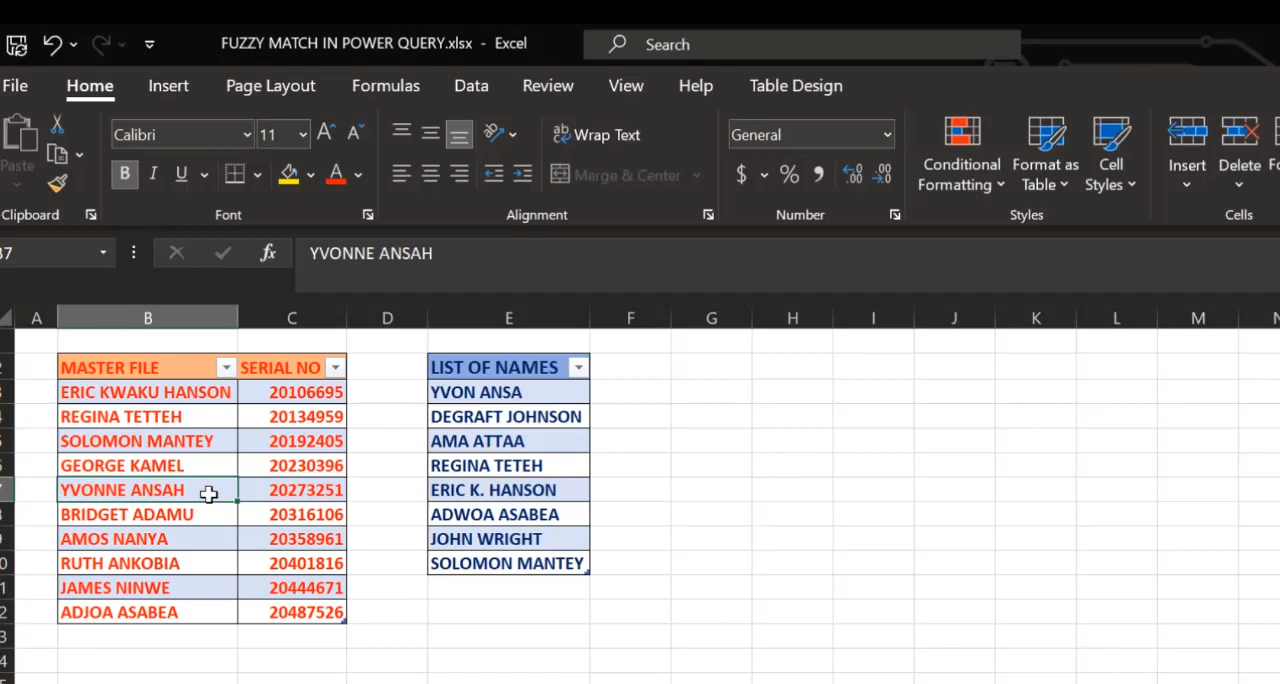 FUZZY MATCH IN POWER QUERY.xlsx - Excel
Search
File Home Insert Page Layout Formulas Data Review View Help Table Design
Paste
Calibri 11
B I U
Wrap Text
Merge & Center
General
$ %
Conditional Formatting
Format as Table
Cell Styles
Insert
Delete
Clipboard Font Alignment Number Styles Cells
fx YVONNE ANSAH
A B C D E F G H I J K L M N
MASTER FILE SERIAL NO LIST OF NAMES
ERIC KWAKU HANSON 20106695 YVON ANSA
REGINA TETTEH 20134959 DEGRAFT JOHNSON
SOLOMON MANTEY 20192405 AMA ATTAA
GEORGE KAMEL 20230396 REGINA TETEH
YVONNE ANSAH 20273251 ERIC K. HANSON
BRIDGET ADAMU 20316106 ADWOA ASABEA
AMOS NANYA 20358961 JOHN WRIGHT
RUTH ANKOBIA 20401816 SOLOMON MANTEY
JAMES NINWE 20444671
ADJOA ASABEA 20487526